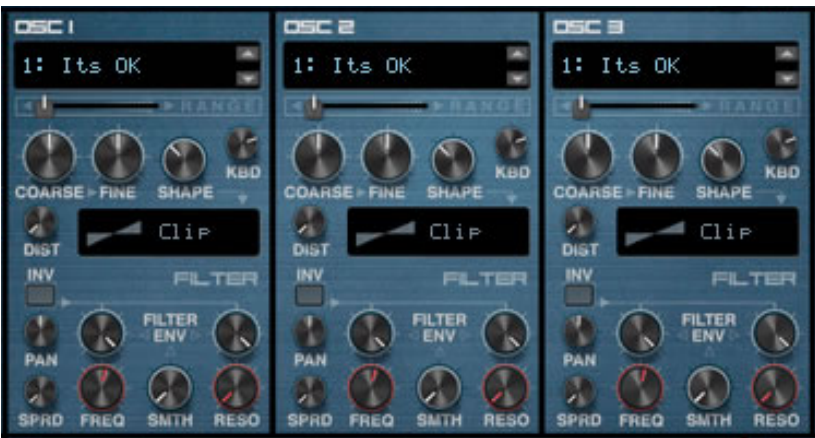 OSC 1
1: Its OK
RANGE
COARSE FINE SHAPE KBD
DIST Clip
INV FILTER
PAN FILTER ENV
SPRD FREQ SMTH RESO
OSC 2
1: Its OK
RANGE
COARSE FINE SHAPE KBD
DIST Clip
INV FILTER
PAN FILTER ENV
SPRD FREQ SMTH RESO
OSC 3
1: Its OK
RANGE
COARSE FINE SHAPE KBD
DIST Clip
INV FILTER
PAN FILTER ENV
SPRD FREQ SMTH RESO